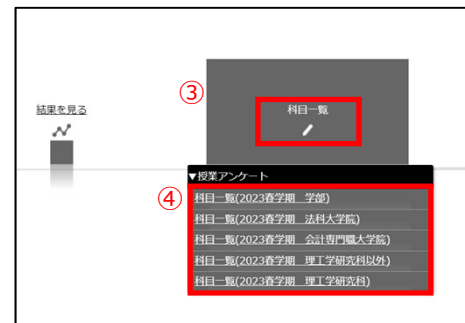 ③
結果を見る
科目一覧
▼授業アンケート
④
科目一覧(2023春学期　学部)
科目一覧(2023春学期　法科大学院)
科目一覧(2023春学期　会計専門職大学院)
科目一覧(2023春学期　理工学研究科以外)
科目一覧(2023春学期　理工学研究科)